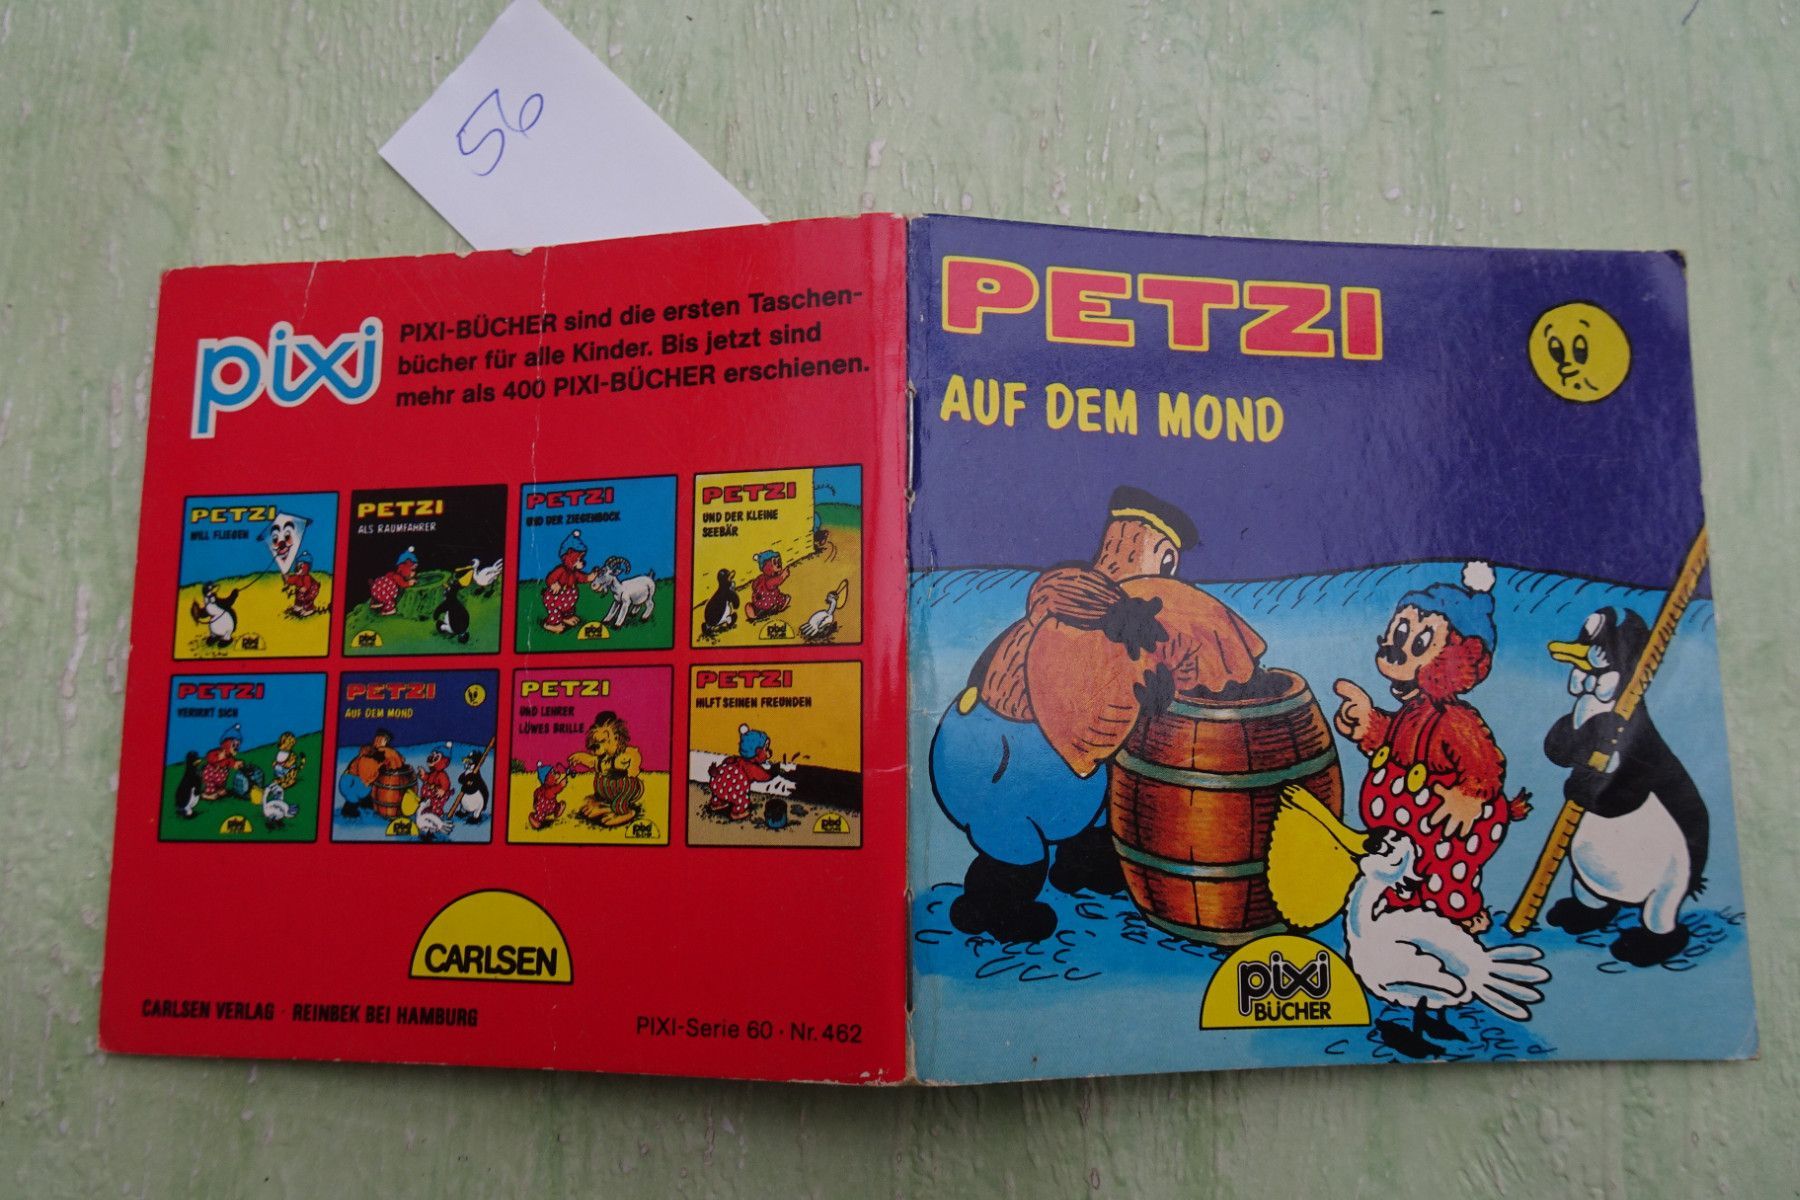 56
pixi
PIXI-BÜCHER sind die ersten Taschen-
bücher für alle Kinder. Bis jetzt sind
mehr als 400 PIXI-BÜCHER erschienen.
PETZI
WILL FLIEGEN
PETZI
ALS RAUMFAHRER
PETZI
UND DER ZIEGENBOCK
PETZI
UND DER KLEINE
SEEBÄR
PETZI
VERIRRT SICH
PETZI
AUF DEM MOND
PETZI
UND LEHRER
LÖWES BRILLE
PETZI
HILFT SEINEN FREUNDEN
CARLSEN
CARLSEN VERLAG · REINBEK BEI HAMBURG
PIXI-Serie 60 · Nr. 462
PETZI
AUF DEM MOND
pixi
BÜCHER